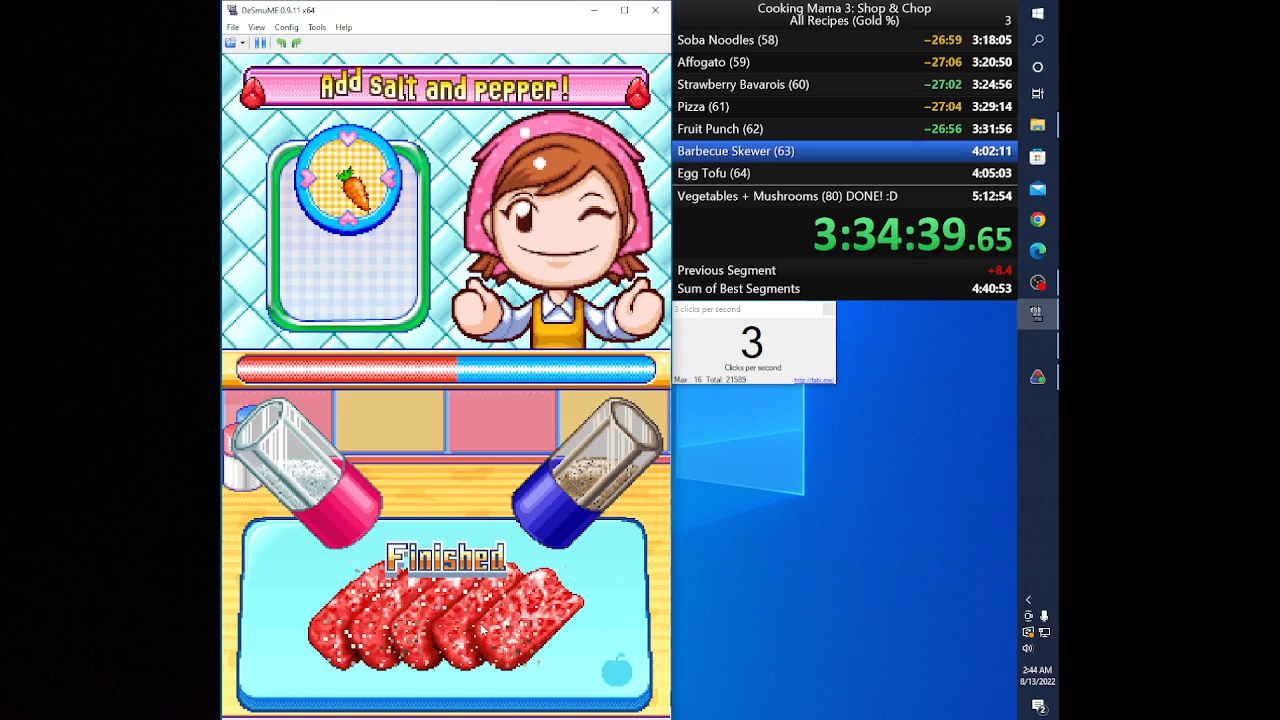 DeSmuME 0.9.11 x64
File View Config Tools Help
Add salt and pepper!
Finished
Cooking Mama 3: Shop & Chop
All Recipes (Gold %) 3
Soba Noodles (58) −26:59 3:18:05
Affogato (59) −27:06 3:20:50
Strawberry Bavarois (60) −27:02 3:24:56
Pizza (61) −27:04 3:29:14
Fruit Punch (62) −26:56 3:31:56
Barbecue Skewer (63) 4:02:11
Egg Tofu (64) 4:05:03
Vegetables + Mushrooms (80) DONE! :D 5:12:54
3:34:39.65
Previous Segment +8.4
Sum of Best Segments 4:40:53
3 clicks per second
3
Clicks per second
Max.: 16 Total: 21589 http://fabi.me/
2:44 AM
8/13/2022
2